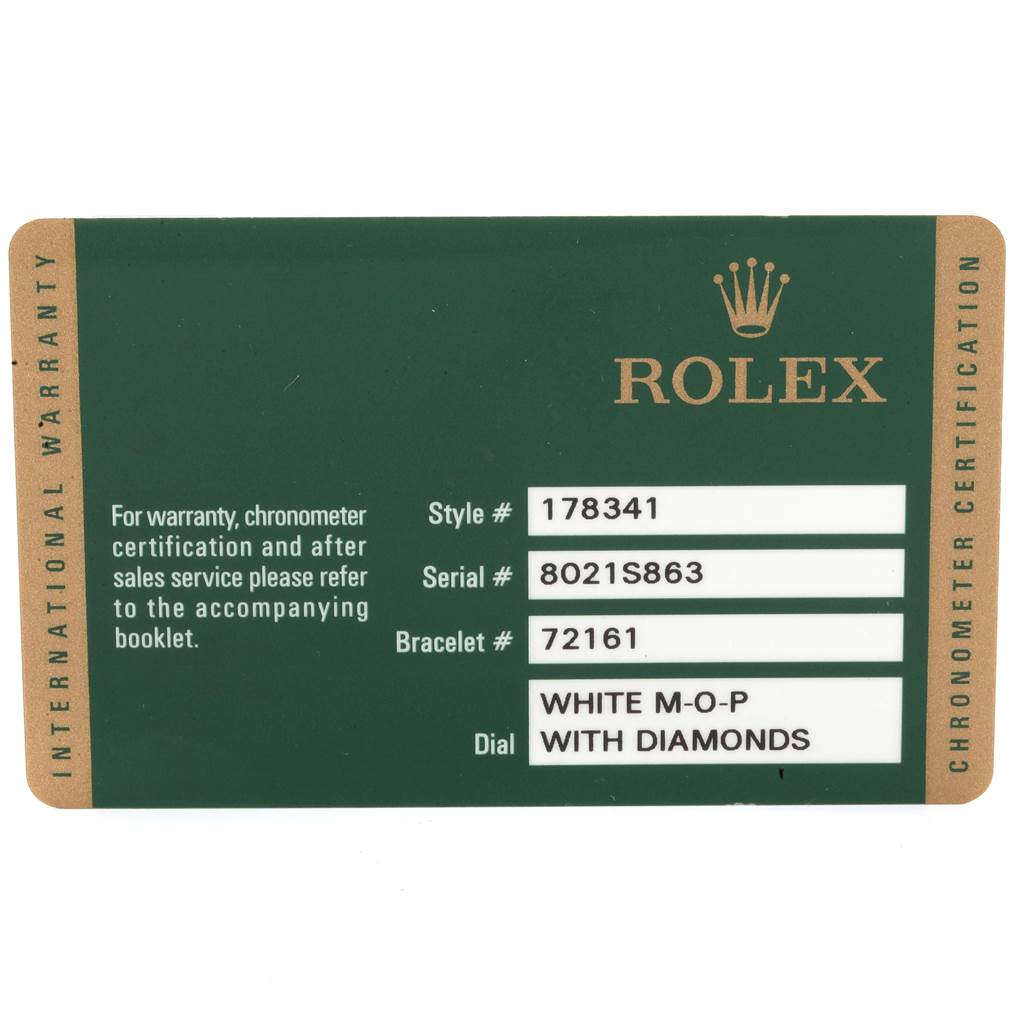 INTERNATIONAL WARRANTY
ROLEX
For warranty, chronometer
certification and after
sales service please refer
to the accompanying
booklet.
Style # 178341
Serial # 8021S863
Bracelet # 72161
Dial WHITE M-O-P
WITH DIAMONDS
CHRONOMETER CERTIFICATION